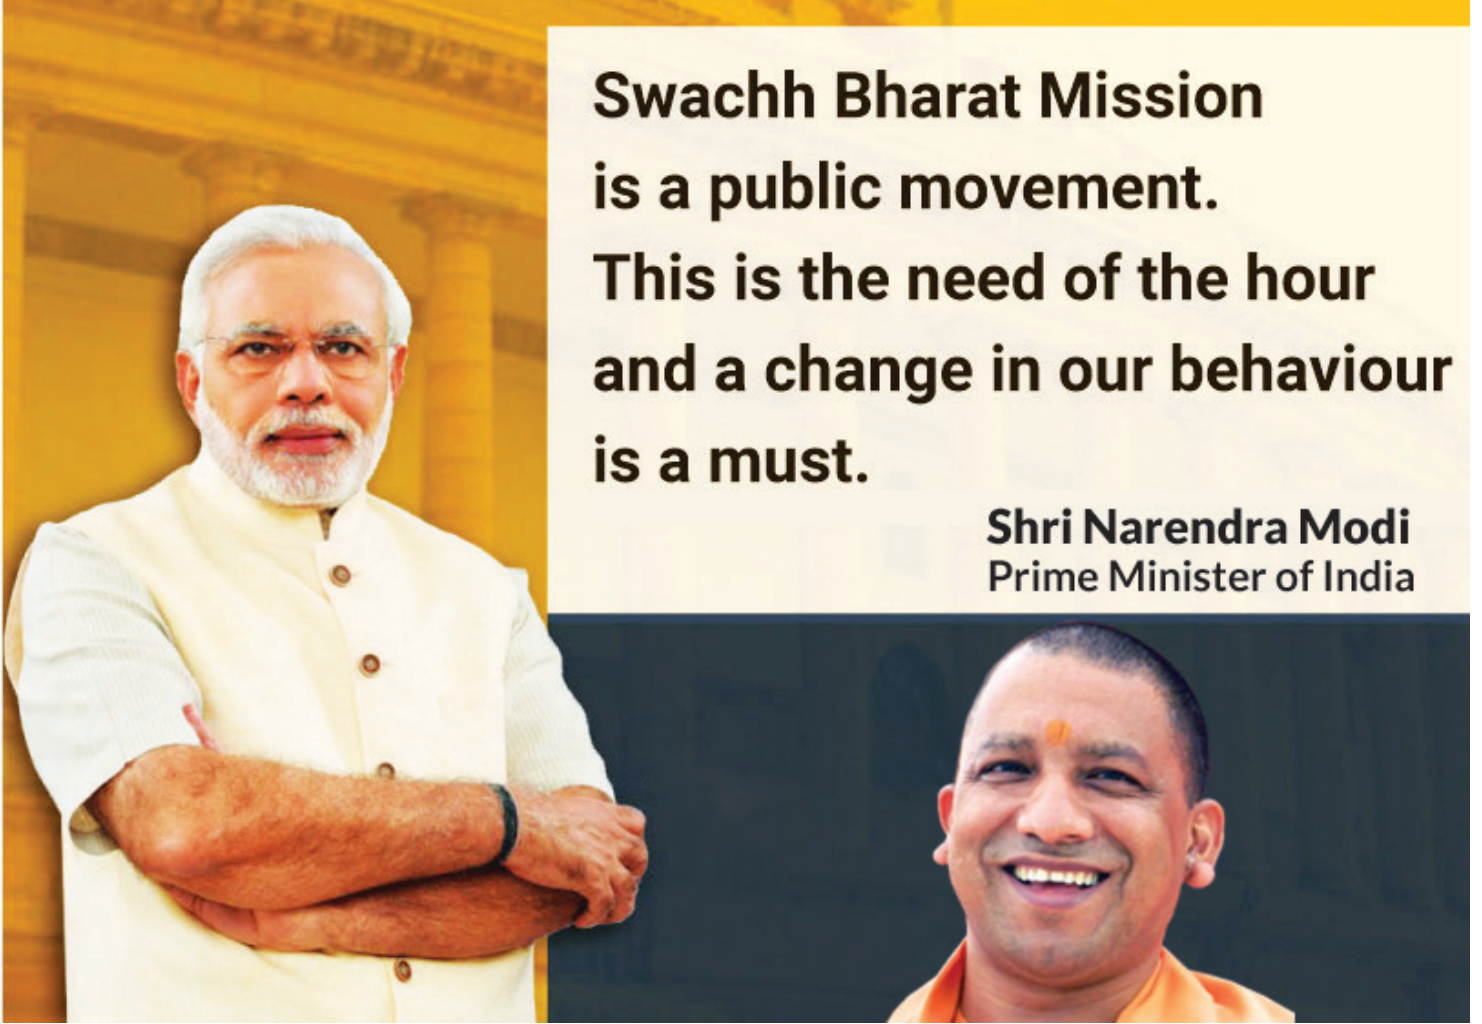 Swachh Bharat Mission
is a public movement.
This is the need of the hour
and a change in our behaviour
is a must.
Shri Narendra Modi
Prime Minister of India